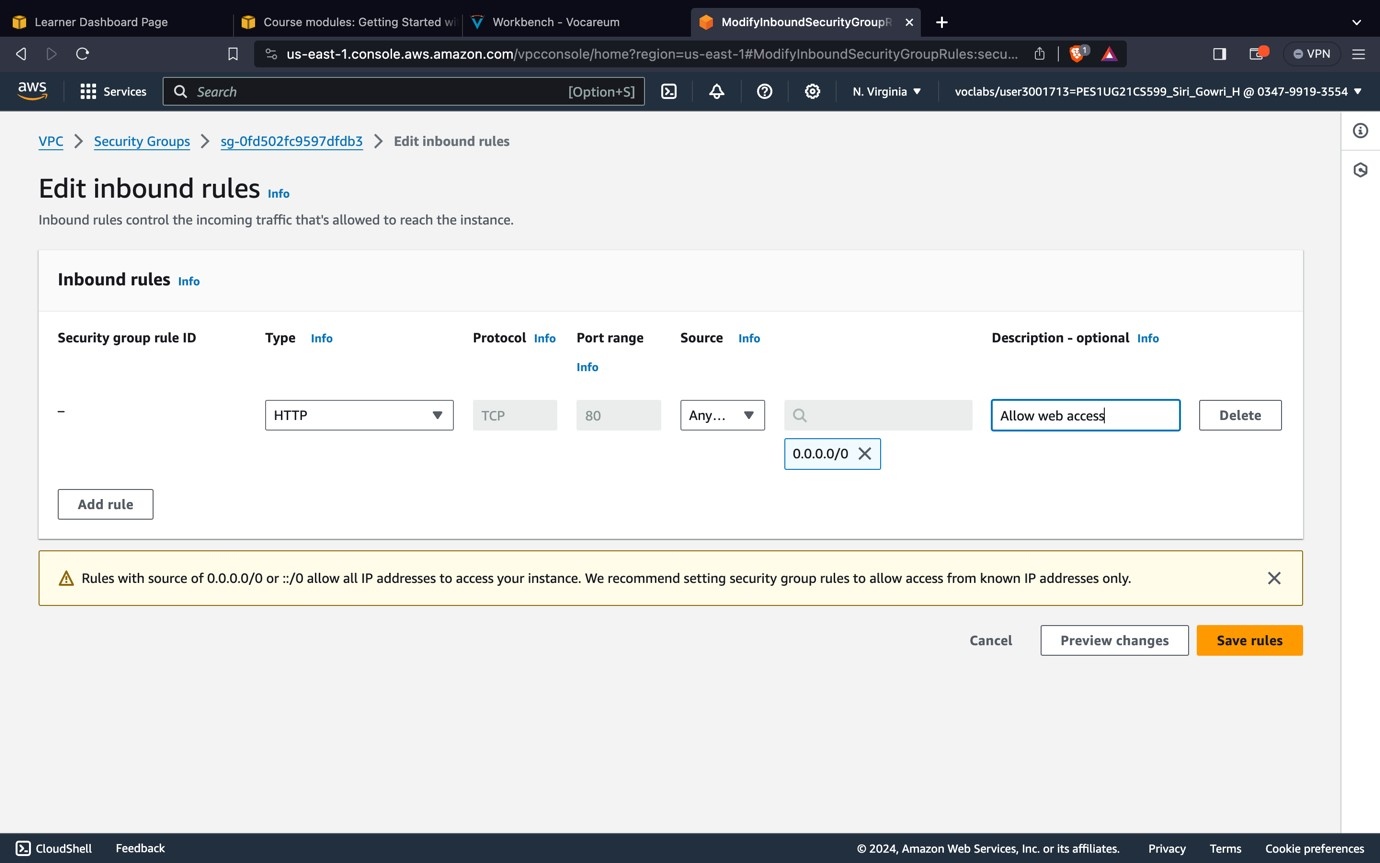 Learner Dashboard Page
Course modules: Getting Started wi
Workbench - Vocareum
ModifyInboundSecurityGroupR
us-east-1.console.aws.amazon.com/vpcconsole/home?region=us-east-1#ModifyInboundSecurityGroupRules:secu...
1
VPN
aws
Services
Search
[Option+S]
N. Virginia
voclabs/user3001713=PES1UG21CS599_Siri_Gowri_H @ 0347-9919-3554
VPC
Security Groups
sg-0fd502fc9597dfdb3
Edit inbound rules
Edit inbound rules Info
Inbound rules control the incoming traffic that's allowed to reach the instance.
Inbound rules Info
Security group rule ID
Type Info
Protocol Info
Port range
Info
Source Info
Description - optional Info
–
HTTP
TCP
80
Any...
Allow web access
Delete
0.0.0.0/0
Add rule
Rules with source of 0.0.0.0/0 or ::/0 allow all IP addresses to access your instance. We recommend setting security group rules to allow access from known IP addresses only.
Cancel
Preview changes
Save rules
CloudShell
Feedback
© 2024, Amazon Web Services, Inc. or its affiliates.
Privacy
Terms
Cookie preferences